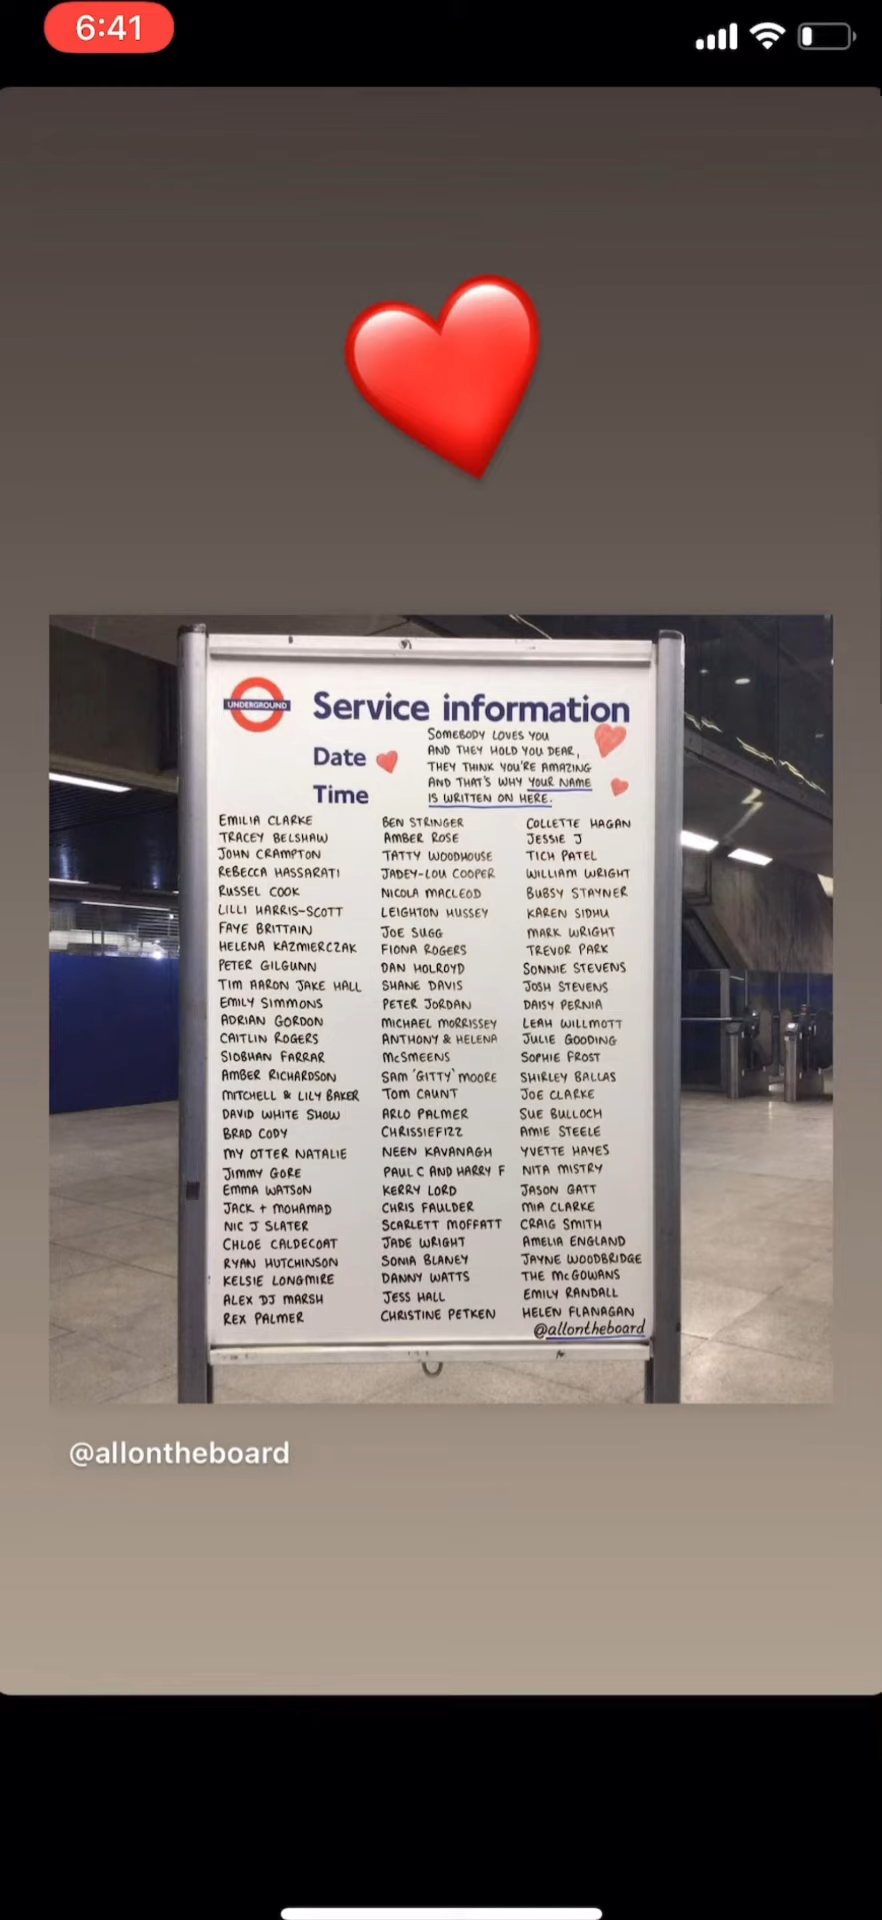 6:41
UNDERGROUND
Service information
SOMEBODY LOVES YOU
AND THEY HOLD YOU DEAR,
THEY THINK YOU'RE AMAZING
AND THAT'S WHY YOUR NAME
IS WRITTEN ON HERE.
Date
Time
EMILIA CLARKE
TRACEY BELSHAW
JOHN CRAMPTON
REBECCA HASSARATI
RUSSEL COOK
LILLI HARRIS-SCOTT
FAYE BRITTAIN
HELENA KAZMIERCZAK
PETER GILGUNN
TIM AARON JAKE HALL
EMILY SIMMONS
ADRIAN GORDON
CAITLIN ROGERS
SIOBHAN FARRAR
AMBER RICHARDSON
MITCHELL & LILY BAKER
DAVID WHITE SHOW
BRAD CODY
MY OTTER NATALIE
JIMMY GORE
EMMA WATSON
JACK + MOHAMAD
NIC J SLATER
CHLOE CALDECOAT
RYAN HUTCHINSON
KELSIE LONGMIRE
ALEX DJ MARSH
REX PALMER
BEN STRINGER
AMBER ROSE
TATTY WOODHOUSE
JADEY-LOU COOPER
NICOLA MACLEOD
LEIGHTON HUSSEY
JOE SUGG
FIONA ROGERS
DAN HOLROYD
SHANE DAVIS
PETER JORDAN
MICHAEL MORRISSEY
ANTHONY & HELENA
McSMEENS
SAM 'GITTY' MOORE
TOM CAUNT
ARLO PALMER
CHRISSIEFIZZ
NEEN KAVANAGH
PAUL C AND HARRY F
KERRY LORD
CHRIS FAULDER
SCARLETT MOFFATT
JADE WRIGHT
SONIA BLANEY
DANNY WATTS
JESS HALL
CHRISTINE PETKEN
COLLETTE HAGAN
JESSIE J
TICH PATEL
WILLIAM WRIGHT
BUBSY STAYNER
KAREN SIDHU
MARK WRIGHT
TREVOR PARK
SONNIE STEVENS
JOSH STEVENS
DAISY PERNIA
LEAH WILLMOTT
JULIE GOODING
SOPHIE FROST
SHIRLEY BALLAS
JOE CLARKE
SUE BULLOCH
AMIE STEELE
YVETTE HAYES
NITA MISTRY
JASON GATT
MIA CLARKE
CRAIG SMITH
AMELIA ENGLAND
JAYNE WOODBRIDGE
THE McGOWANS
EMILY RANDALL
HELEN FLANAGAN
@allontheboard
@allontheboard